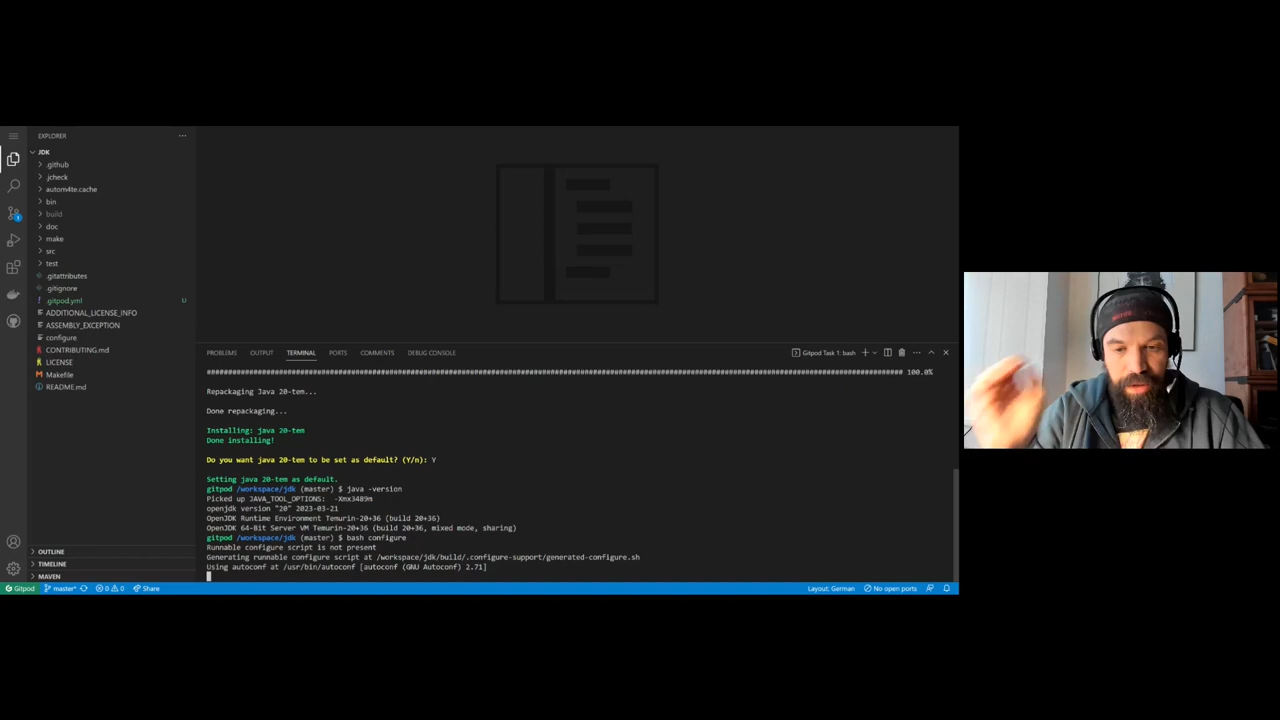 EXPLORER
JDK
.github
.jcheck
autom4te.cache
bin
build
doc
make
src
test
.gitattributes
.gitignore
.gitpod.yml U
ADDITIONAL_LICENSE_INFO
ASSEMBLY_EXCEPTION
configure
CONTRIBUTING.md
LICENSE
Makefile
README.md
OUTLINE
TIMELINE
MAVEN
1
PROBLEMS OUTPUT TERMINAL PORTS COMMENTS DEBUG CONSOLE
Gitpod Task 1: bash
100.0%
Repackaging Java 20-tem...
Done repackaging...
Installing: java 20-tem
Done installing!
Do you want java 20-tem to be set as default? (Y/n): Y
Setting java 20-tem as default.
gitpod /workspace/jdk (master) $ java -version
Picked up JAVA_TOOL_OPTIONS: -Xmx3489m
openjdk version "20" 2023-03-21
OpenJDK Runtime Environment Temurin-20+36 (build 20+36)
OpenJDK 64-Bit Server VM Temurin-20+36 (build 20+36, mixed mode, sharing)
gitpod /workspace/jdk (master) $ bash configure
Runnable configure script is not present
Generating runnable configure script at /workspace/jdk/build/.configure-support/generated-configure.sh
Using autoconf at /usr/bin/autoconf [autoconf (GNU Autoconf) 2.71]
Gitpod master* 0 0 Share Layout: German No open ports